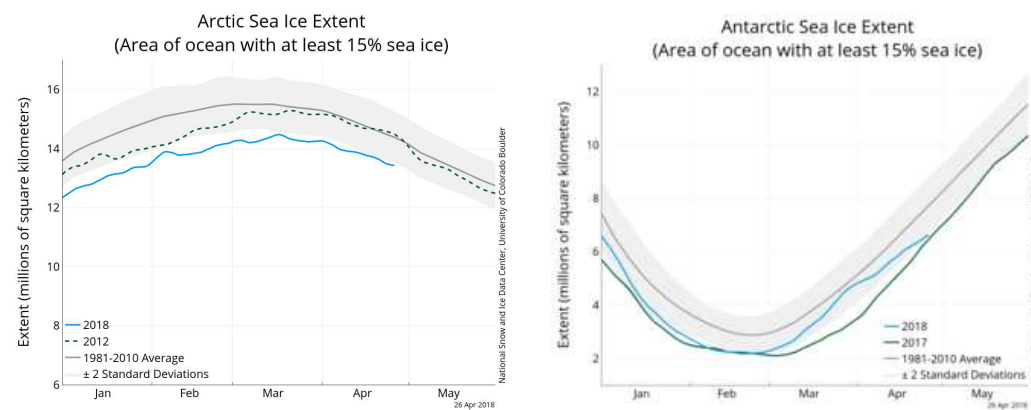 Arctic Sea Ice Extent
(Area of ocean with at least 15% sea ice)
Extent (millions of square kilometers)
16
14
12
10
8
6
2018
2012
1981-2010 Average
± 2 Standard Deviations
Jan Feb Mar Apr May
26 Apr 2018
National Snow and Ice Data Center, University of Colorado Boulder
Antarctic Sea Ice Extent
(Area of ocean with at least 15% sea ice)
Extent (millions of square kilometers)
12
10
8
6
4
2
2018
2017
1981-2010 Average
± 2 Standard Deviations
Jan Feb Mar Apr May
26 Apr 2018